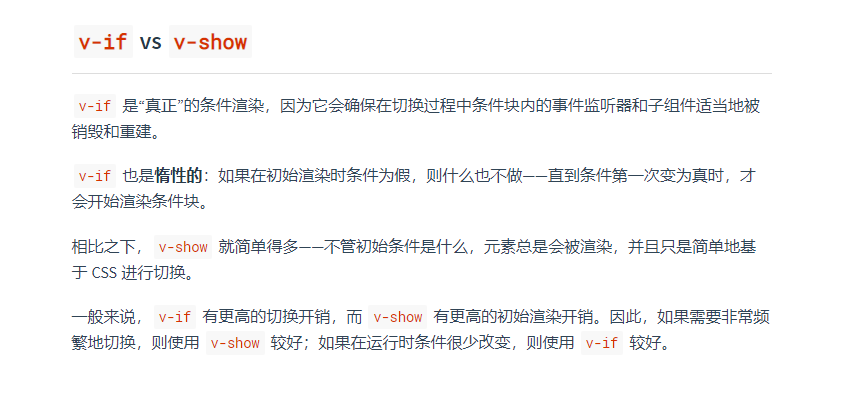 v-if vs v-show
v-if 是“真正”的条件渲染，因为它会确保在切换过程中条件块内的事件监听器和子组件适当地被
销毁和重建。
v-if 也是惰性的：如果在初始渲染时条件为假，则什么也不做——直到条件第一次变为真时，才
会开始渲染条件块。
相比之下， v-show 就简单得多——不管初始条件是什么，元素总是会被渲染，并且只是简单地基
于 CSS 进行切换。
一般来说， v-if 有更高的切换开销，而 v-show 有更高的初始渲染开销。因此，如果需要非常频
繁地切换，则使用 v-show 较好；如果在运行时条件很少改变，则使用 v-if 较好。